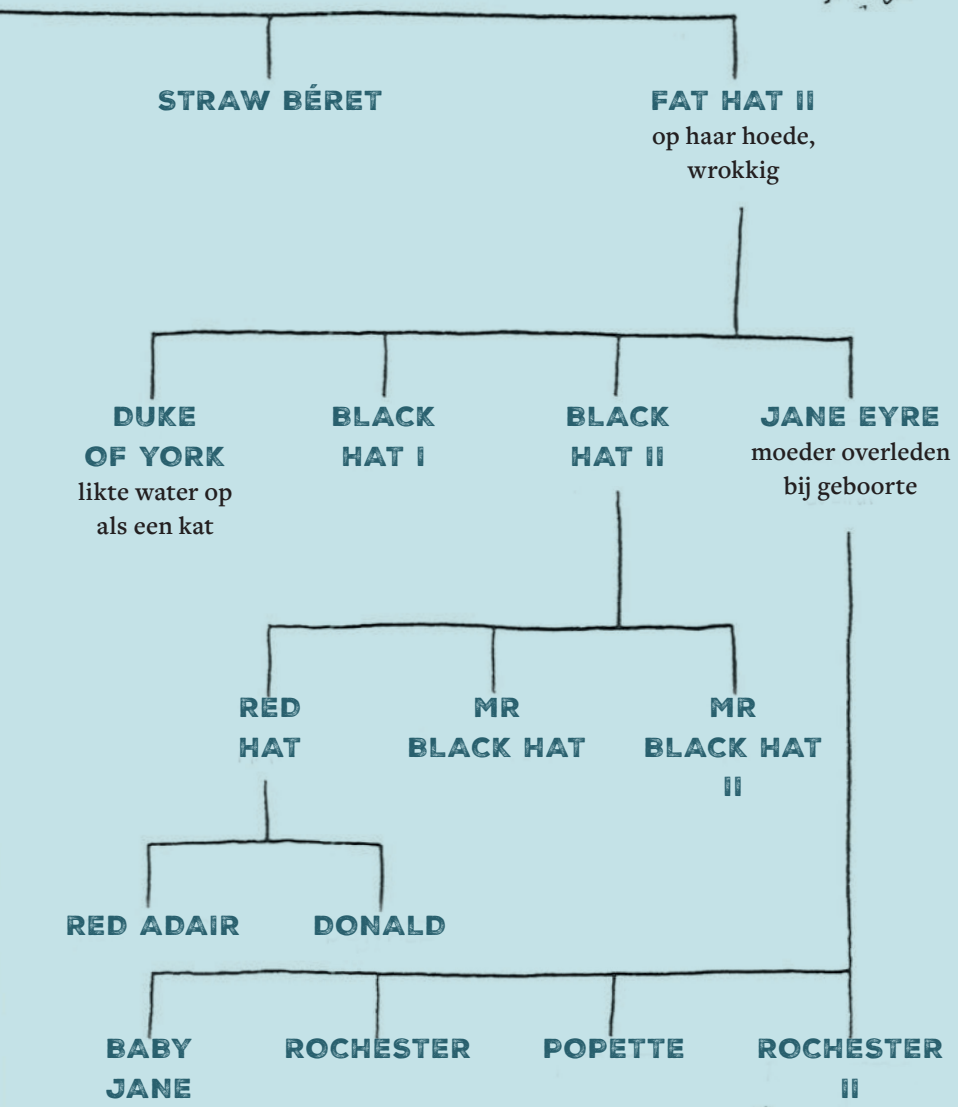 STRAW BÉRET
FAT HAT II
op haar hoede,
wrokkig
DUKE
OF YORK
likte water op
als een kat
BLACK
HAT I
BLACK
HAT II
JANE EYRE
moeder overleden
bij geboorte
RED
HAT
MR
BLACK HAT
MR
BLACK HAT
II
RED ADAIR
DONALD
BABY
JANE
ROCHESTER
POPETTE
ROCHESTER
II